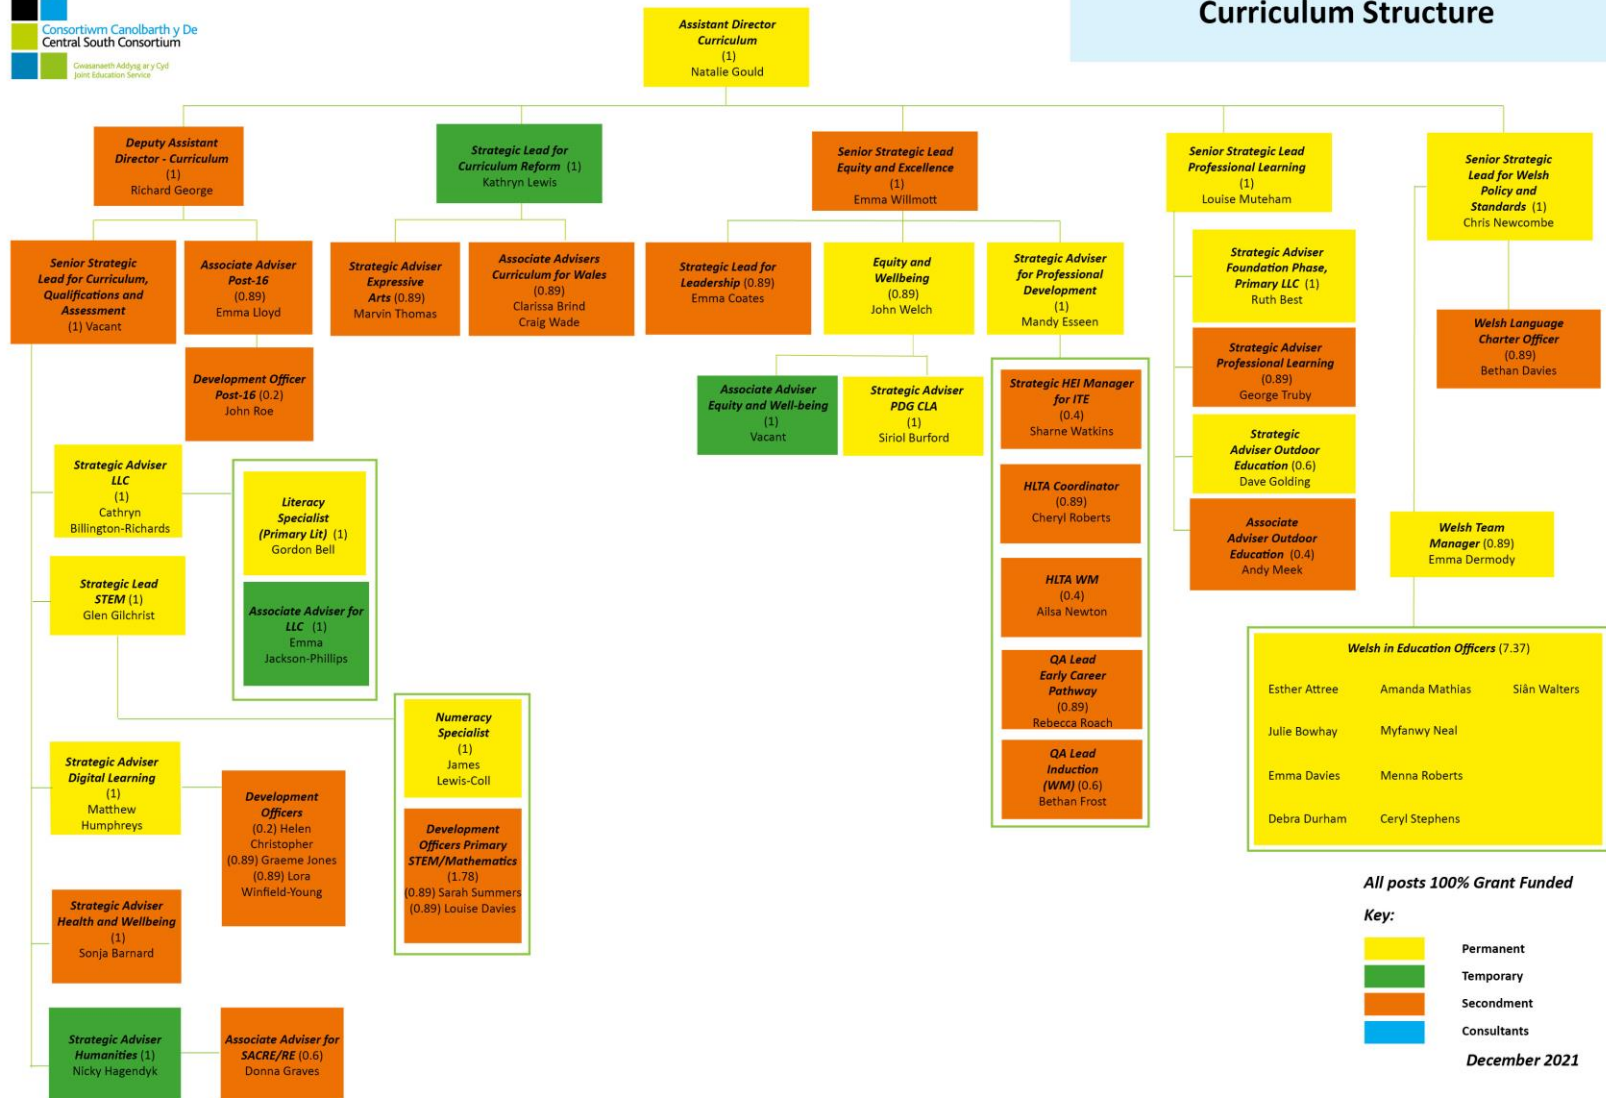 Consortiwm Canolbarth y De
Central South Consortium
Gwasanaeth Addysg ar y Cyd
Joint Education Service
Curriculum Structure
Assistant Director
Curriculum
(1)
Natalie Gould
Deputy Assistant
Director - Curriculum
(1)
Richard George
Strategic Lead for
Curriculum Reform (1)
Kathryn Lewis
Senior Strategic Lead
Equity and Excellence
(1)
Emma Willmott
Senior Strategic Lead
Professional Learning
(1)
Louise Muteham
Senior Strategic
Lead for Welsh
Policy and
Standards (1)
Chris Newcombe
Senior Strategic
Lead for Curriculum,
Qualifications and
Assessment
(1) Vacant
Associate Adviser
Post-16
(0.89)
Emma Lloyd
Strategic Adviser
Expressive
Arts (0.89)
Marvin Thomas
Associate Advisers
Curriculum for Wales
(0.89)
Clarissa Brind
Craig Wade
Strategic Lead for
Leadership (0.89)
Emma Coates
Equity and
Wellbeing
(0.89)
John Welch
Strategic Adviser
for Professional
Development
(1)
Mandy Esseen
Strategic Adviser
Foundation Phase,
Primary LLC (1)
Ruth Best
Welsh Language
Charter Officer
(0.89)
Bethan Davies
Development Officer
Post-16 (0.2)
John Roe
Associate Adviser
Equity and Well-being
(1)
Vacant
Strategic Adviser
PDG CLA
(1)
Siriol Burford
Strategic HEI Manager
for ITE
(0.4)
Sharne Watkins
Strategic Adviser
Professional Learning
(0.89)
George Truby
Strategic Adviser
LLC
(1)
Cathryn
Billington-Richards
Literacy
Specialist
(Primary Lit) (1)
Gordon Bell
HLTA Coordinator
(0.89)
Cheryl Roberts
Strategic
Adviser Outdoor
Education (0.6)
Dave Golding
Associate
Adviser Outdoor
Education (0.4)
Andy Meek
Welsh Team
Manager (0.89)
Emma Dermody
Strategic Lead
STEM (1)
Glen Gilchrist
Associate Adviser for
LLC (1)
Emma
Jackson-Phillips
HLTA WM
(0.4)
Ailsa Newton
QA Lead
Early Career
Pathway
(0.89)
Rebecca Roach
Welsh in Education Officers (7.37)
Esther Attree Amanda Mathias Siân Walters
Julie Bowhay Myfanwy Neal
Emma Davies Menna Roberts
Debra Durham Ceryl Stephens
Numeracy
Specialist
(1)
James
Lewis-Coll
QA Lead
Induction
(WM) (0.6)
Bethan Frost
Strategic Adviser
Digital Learning
(1)
Matthew
Humphreys
Development
Officers
(0.2) Helen
Christopher
(0.89) Graeme Jones
(0.89) Lora
Winfield-Young
Development
Officers Primary
STEM/Mathematics
(1.78)
(0.89) Sarah Summers
(0.89) Louise Davies
Strategic Adviser
Health and Wellbeing
(1)
Sonja Barnard
Strategic Adviser
Humanities (1)
Nicky Hagendyk
Associate Adviser for
SACRE/RE (0.6)
Donna Graves
All posts 100% Grant Funded
Key:
Permanent
Temporary
Secondment
Consultants
December 2021